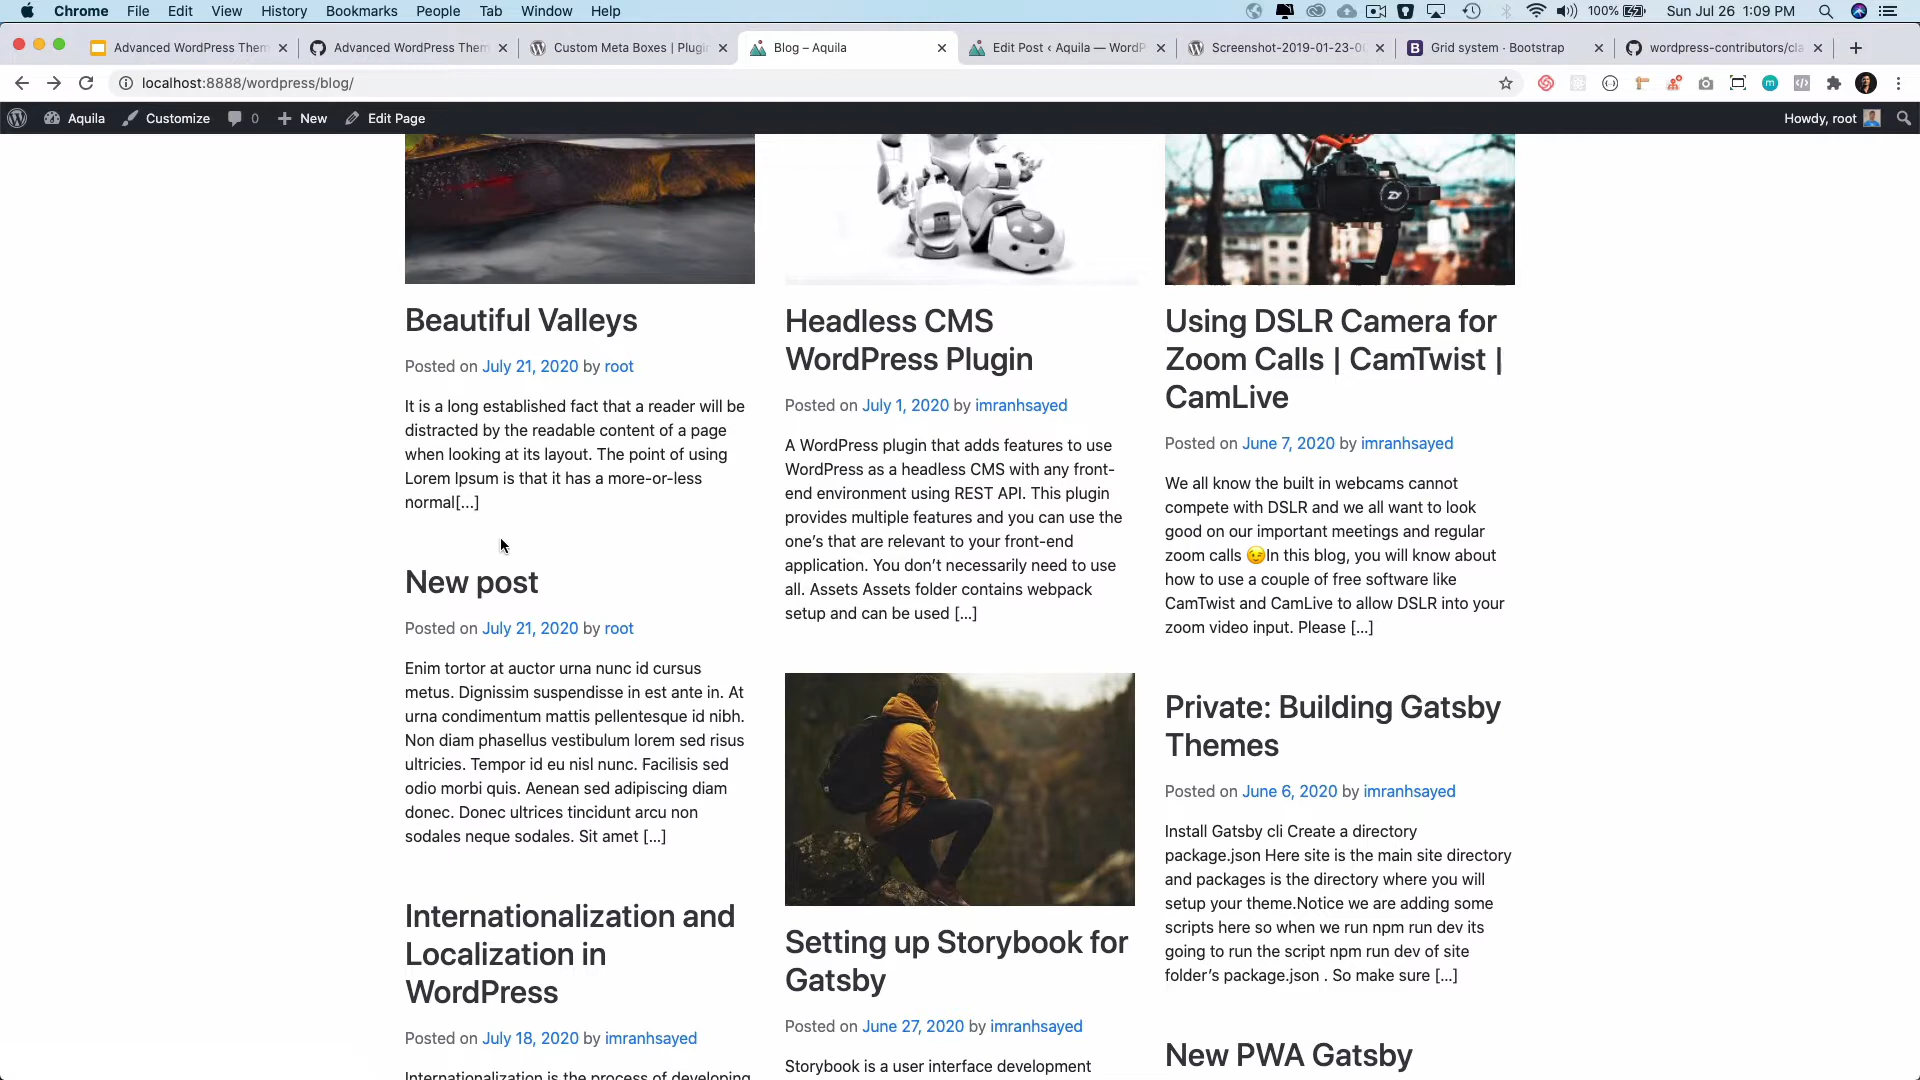 Chrome File Edit View History Bookmarks People Tab Window Help
100% Sun Jul 26 1:09 PM
Advanced WordPress Them
Advanced WordPress Them
Custom Meta Boxes | Plugin
Blog – Aquila
Edit Post ‹ Aquila — WordP
Screenshot-2019-01-23-0
Grid system · Bootstrap
wordpress-contributors/cla
localhost:8888/wordpress/blog/
Aquila Customize 0 New Edit Page
Howdy, root
Beautiful Valleys
Posted on July 21, 2020 by root
It is a long established fact that a reader will be
distracted by the readable content of a page
when looking at its layout. The point of using
Lorem Ipsum is that it has a more-or-less
normal[...]
New post
Posted on July 21, 2020 by root
Enim tortor at auctor urna nunc id cursus
metus. Dignissim suspendisse in est ante in. At
urna condimentum mattis pellentesque id nibh.
Non diam phasellus vestibulum lorem sed risus
ultricies. Tempor id eu nisl nunc. Facilisis sed
odio morbi quis. Aenean sed adipiscing diam
donec. Donec ultrices tincidunt arcu non
sodales neque sodales. Sit amet [...]
Internationalization and
Localization in
WordPress
Posted on July 18, 2020 by imranhsayed
Internationalization is the process of developing
Headless CMS
WordPress Plugin
Posted on July 1, 2020 by imranhsayed
A WordPress plugin that adds features to use
WordPress as a headless CMS with any front-
end environment using REST API. This plugin
provides multiple features and you can use the
one's that are relevant to your front-end
application. You don't necessarily need to use
all. Assets Assets folder contains webpack
setup and can be used [...]
Setting up Storybook for
Gatsby
Posted on June 27, 2020 by imranhsayed
Storybook is a user interface development
Using DSLR Camera for
Zoom Calls | CamTwist |
CamLive
Posted on June 7, 2020 by imranhsayed
We all know the built in webcams cannot
compete with DSLR and we all want to look
good on our important meetings and regular
zoom calls 😉In this blog, you will know about
how to use a couple of free software like
CamTwist and CamLive to allow DSLR into your
zoom video input. Please [...]
Private: Building Gatsby
Themes
Posted on June 6, 2020 by imranhsayed
Install Gatsby cli Create a directory
package.json Here site is the main site directory
and packages is the directory where you will
setup your theme.Notice we are adding some
scripts here so when we run npm run dev its
going to run the script npm run dev of site
folder's package.json . So make sure [...]
New PWA Gatsby